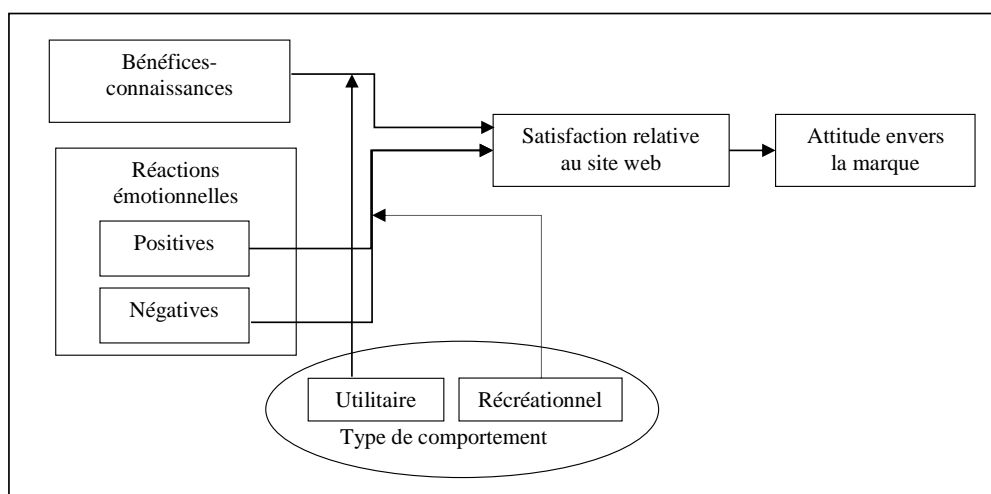 Bénéfices-
connaissances
Réactions
émotionnelles
Positives
Négatives
Satisfaction relative
au site web
Attitude envers
la marque
Utilitaire
Récréationnel
Type de comportement